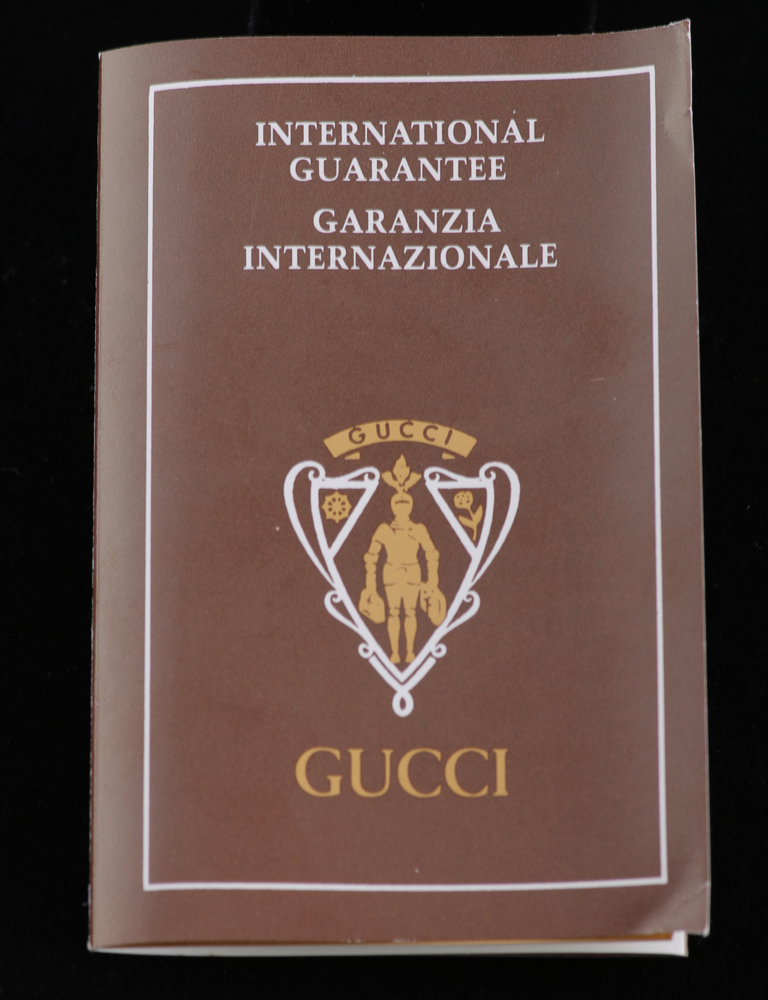 INTERNATIONAL
GUARANTEE
GARANZIA
INTERNAZIONALE
GUCCI
GUCCI